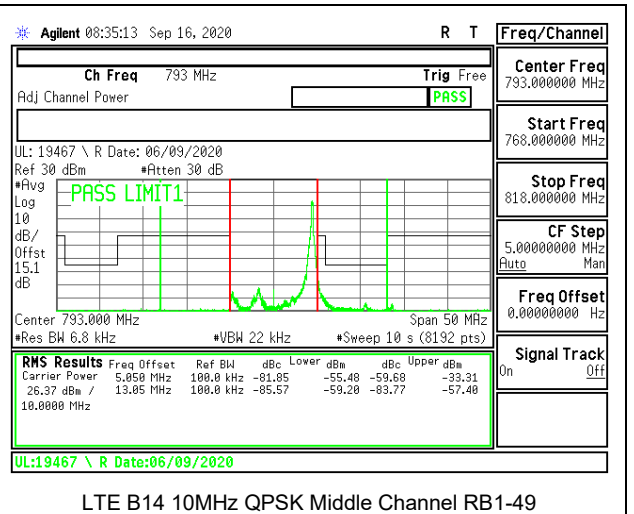 Agilent 08:35:13 Sep 16, 2020 R T
Ch Freq 793 MHz Trig Free
Adj Channel Power PASS
UL: 19467 \ R Date: 06/09/2020
Ref 30 dBm #Atten 30 dB
#Avg
Log
10
dB/
Offst
15.1
dB
PASS LIMIT1
Center 793.000 MHz Span 50 MHz
#Res BW 6.8 kHz #VBW 22 kHz #Sweep 10 s (8192 pts)
RMS Results Freq Offset Ref BW dBc Lower dBm dBc Upper dBm
Carrier Power 5.050 MHz 100.0 kHz -81.85 -55.48 -59.68 -33.31
26.37 dBm / 13.05 MHz 100.0 kHz -85.57 -59.20 -83.77 -57.40
10.0000 MHz
UL:19467 \ R Date:06/09/2020
Freq/Channel
Center Freq
793.000000 MHz
Start Freq
768.000000 MHz
Stop Freq
818.000000 MHz
CF Step
5.00000000 MHz
Auto Man
Freq Offset
0.00000000 Hz
Signal Track
On Off
LTE B14 10MHz QPSK Middle Channel RB1-49